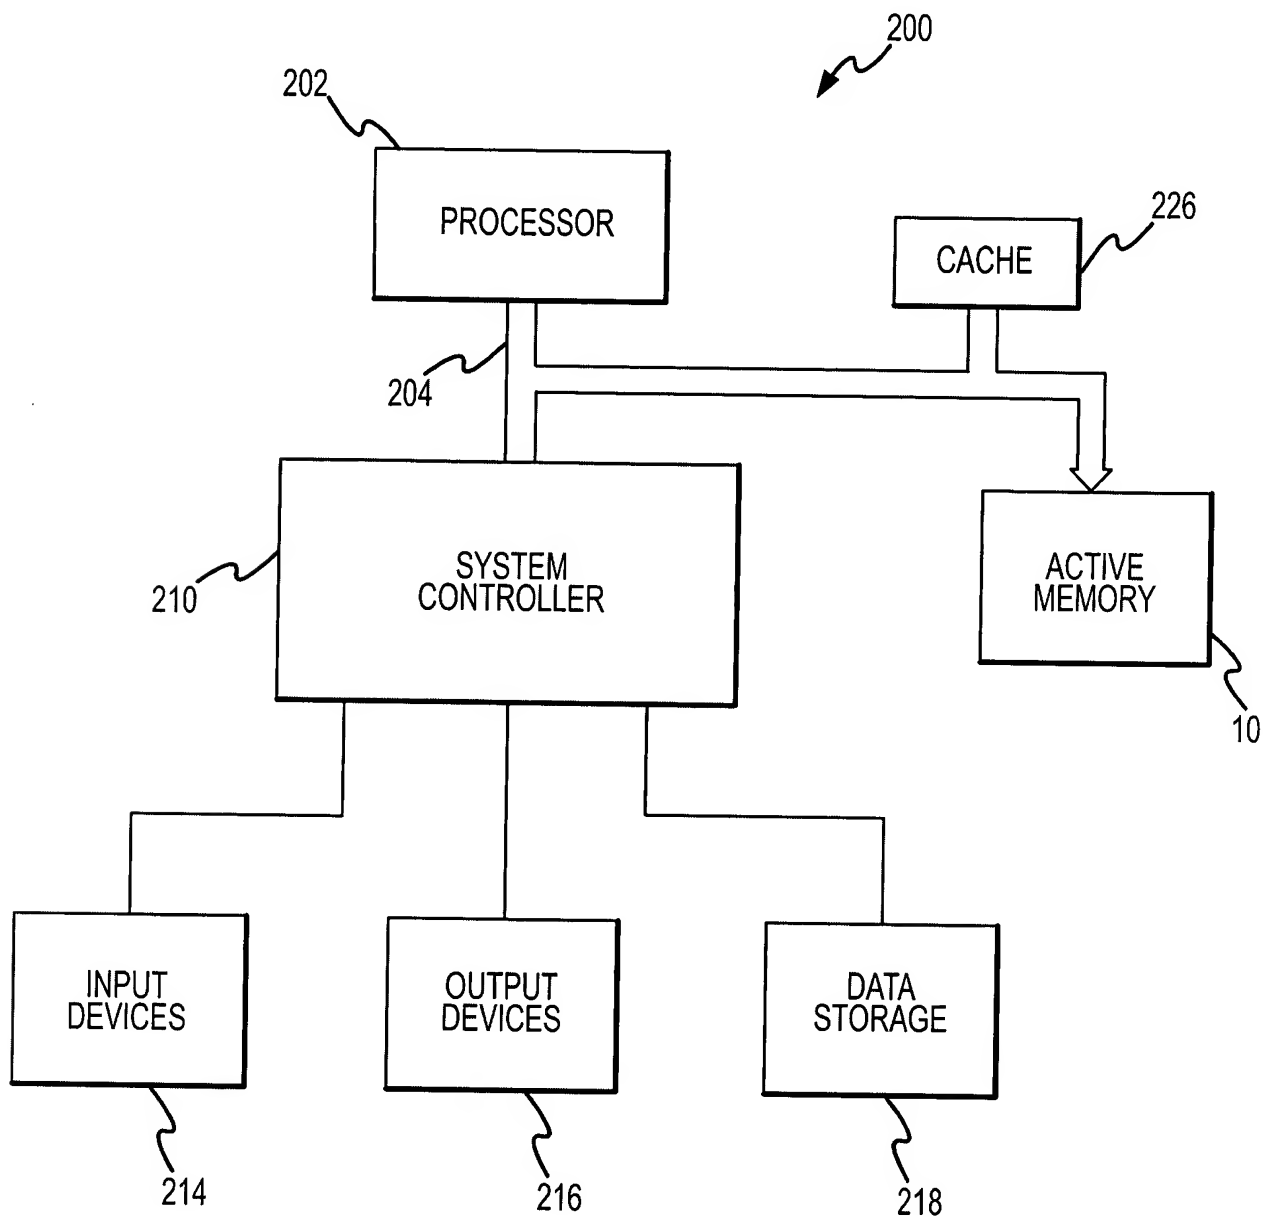 200
202
PROCESSOR
226
CACHE
204
SYSTEM
CONTROLLER
210
ACTIVE
MEMORY
10
INPUT
DEVICES
OUTPUT
DEVICES
DATA
STORAGE
214
216
218